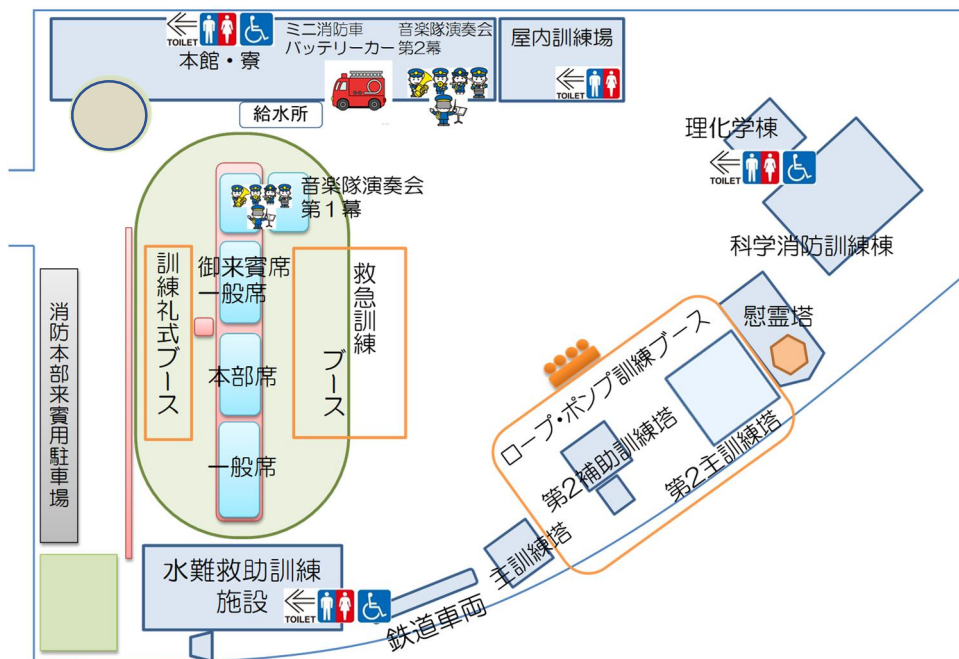 TOILET
本館・寮
ミニ消防車
バッテリーカー
音楽隊演奏会
第2幕
屋内訓練場
TOILET
給水所
理化学棟
TOILET
音楽隊演奏会
第1幕
科学消防訓練棟
御来賓席
一般席
訓練礼式ブース
救急訓練
ブース
消防本部来賓用駐車場
本部席
一般席
慰霊塔
ロープ・ポンプ訓練ブース
第2補助訓練塔
第2主訓練塔
主訓練塔
水難救助訓練
施設
TOILET
鉄道車両